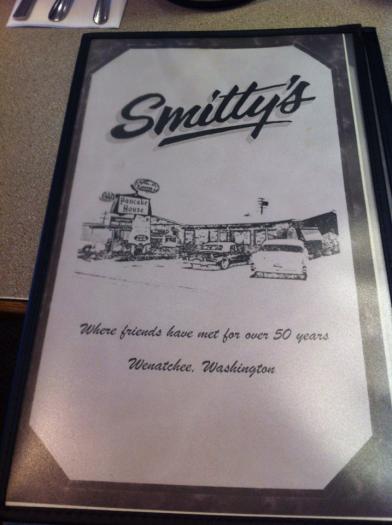 Smitty's
Pancake
House
Where friends have met for over 50 years
Wenatchee, Washington